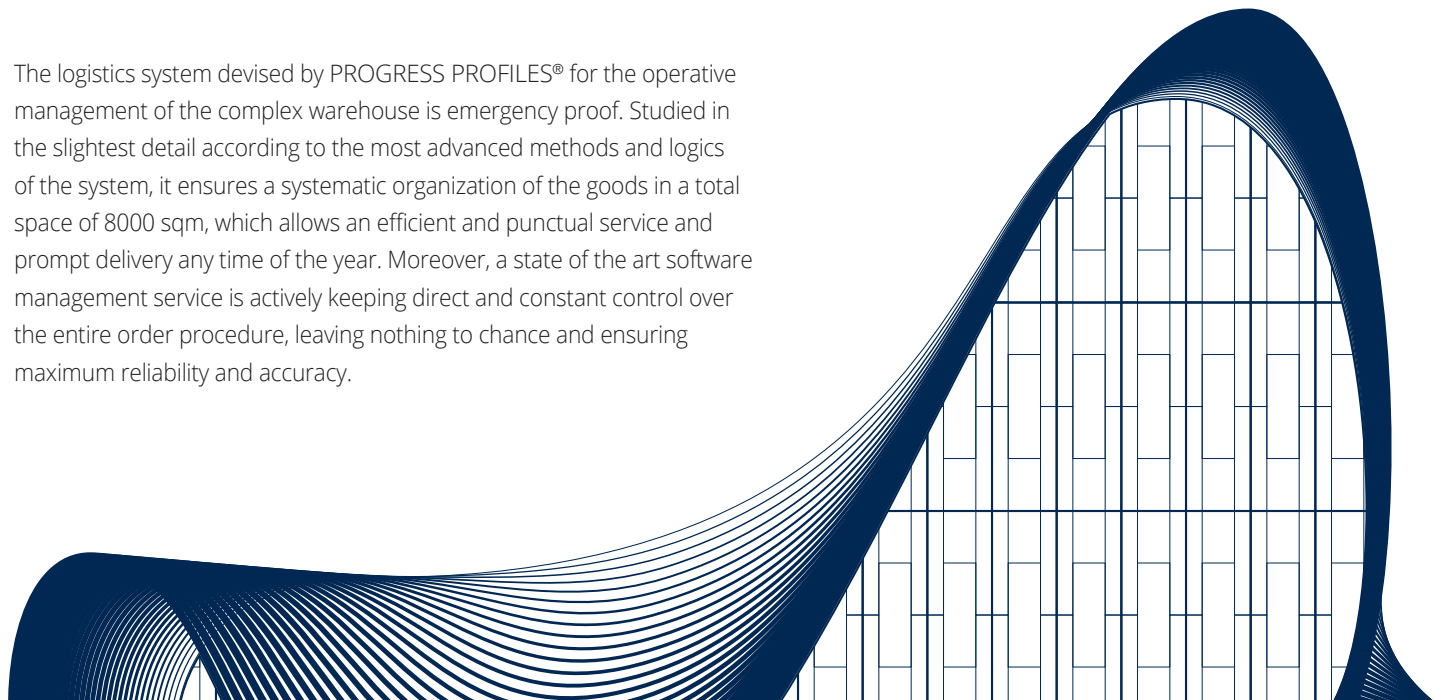 The logistics system devised by PROGRESS PROFILES® for the operative
management of the complex warehouse is emergency proof. Studied in
the slightest detail according to the most advanced methods and logics
of the system, it ensures a systematic organization of the goods in a total
space of 8000 sqm, which allows an efficient and punctual service and
prompt delivery any time of the year. Moreover, a state of the art software
management service is actively keeping direct and constant control over
the entire order procedure, leaving nothing to chance and ensuring
maximum reliability and accuracy.